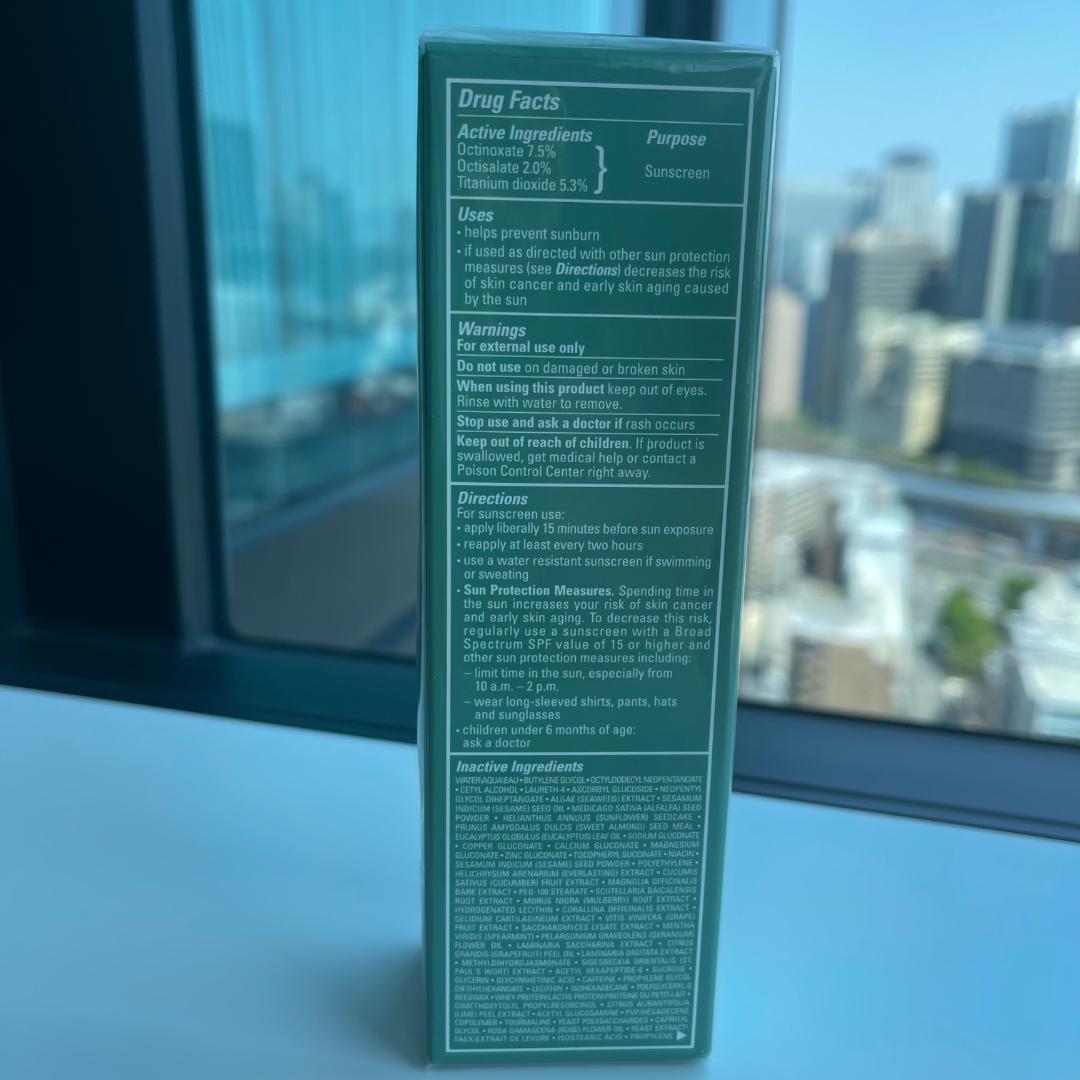 Drug Facts
Active Ingredients Purpose
Octinoxate 7.5%
Octisalate 2.0% Sunscreen
Titanium dioxide 5.3%
Uses
• helps prevent sunburn
• if used as directed with other sun protection
measures (see Directions) decreases the risk
of skin cancer and early skin aging caused
by the sun
Warnings
For external use only
Do not use on damaged or broken skin
When using this product keep out of eyes.
Rinse with water to remove.
Stop use and ask a doctor if rash occurs
Keep out of reach of children. If product is
swallowed, get medical help or contact a
Poison Control Center right away.
Directions
For sunscreen use:
• apply liberally 15 minutes before sun exposure
• reapply at least every two hours
• use a water resistant sunscreen if swimming
or sweating
• Sun Protection Measures. Spending time in
the sun increases your risk of skin cancer
and early skin aging. To decrease this risk,
regularly use a sunscreen with a Broad
Spectrum SPF value of 15 or higher and
other sun protection measures including:
– limit time in the sun, especially from
10 a.m. – 2 p.m.
– wear long-sleeved shirts, pants, hats
and sunglasses
• children under 6 months of age:
ask a doctor
Inactive Ingredients
WATER\AQUA\EAU • BUTYLENE GLYCOL • OCTYLDODECYL NEOPENTANOATE
• CETYL ALCOHOL • LAURETH-4 • ASCORBYL GLUCOSIDE • NEOPENTYL
GLYCOL DIHEPTANOATE • ALGAE (SEAWEED) EXTRACT • SESAMUM
INDICUM (SESAME) SEED OIL • MEDICAGO SATIVA (ALFALFA) SEED
POWDER • HELIANTHUS ANNUUS (SUNFLOWER) SEEDCAKE •
PRUNUS AMYGDALUS DULCIS (SWEET ALMOND) SEED MEAL •
EUCALYPTUS GLOBULUS (EUCALYPTUS) LEAF OIL • SODIUM GLUCONATE
• COPPER GLUCONATE • CALCIUM GLUCONATE • MAGNESIUM
GLUCONATE • ZINC GLUCONATE • TOCOPHERYL SUCCINATE • NIACIN •
SESAMUM INDICUM (SESAME) SEED POWDER • POLYETHYLENE •
HELICHRYSUM ARENARIUM (EVERLASTING) EXTRACT • CUCUMIS
SATIVUS (CUCUMBER) FRUIT EXTRACT • MAGNOLIA OFFICINALIS
BARK EXTRACT • PEG-100 STEARATE • SCUTELLARIA BAICALENSIS
ROOT EXTRACT • MORUS NIGRA (MULBERRY) ROOT EXTRACT •
HYDROGENATED LECITHIN • CORALLINA OFFICINALIS EXTRACT •
GELIDIUM CARTILAGINEUM EXTRACT • VITIS VINIFERA (GRAPE)
FRUIT EXTRACT • SACCHAROMYCES LYSATE EXTRACT • MENTHA
VIRIDIS (SPEARMINT) • PELARGONIUM GRAVEOLENS (GERANIUM)
FLOWER OIL • LAMINARIA SACCHARINA EXTRACT • CITRUS
GRANDIS (GRAPEFRUIT) PEEL OIL • LAMINARIA DIGITATA EXTRACT
• METHYLDIHYDROJASMONATE • SIGESBECKIA ORIENTALIS (ST.
PAUL'S WORT) EXTRACT • ACETYL HEXAPEPTIDE-8 • SUCROSE •
GLYCERIN • GLYCYRRHETINIC ACID • CAFFEINE • PROPYLENE GLYCOL
DIETHYLHEXANOATE • LECITHIN • ISOHEXADECANE • POLYGLYCERYL-3
BEESWAX • WHEY PROTEIN\LACTIS PROTEIN\PROTEINE DU PETIT-LAIT •
DIMETHOXYTOLYL PROPYLRESORCINOL • CITRUS AURANTIFOLIA
(LIME) PEEL EXTRACT • ACETYL GLUCOSAMINE • PVP/HEXADECENE
COPOLYMER • TOURMALINE • YEAST POLYSACCHARIDES • CAPRYLYL
GLYCOL • ROSA DAMASCENA (ROSE) FLOWER OIL • YEAST EXTRACT\
FAEX\EXTRAIT DE LEVURE • ISOSTEARIC ACID • PROPYLENE